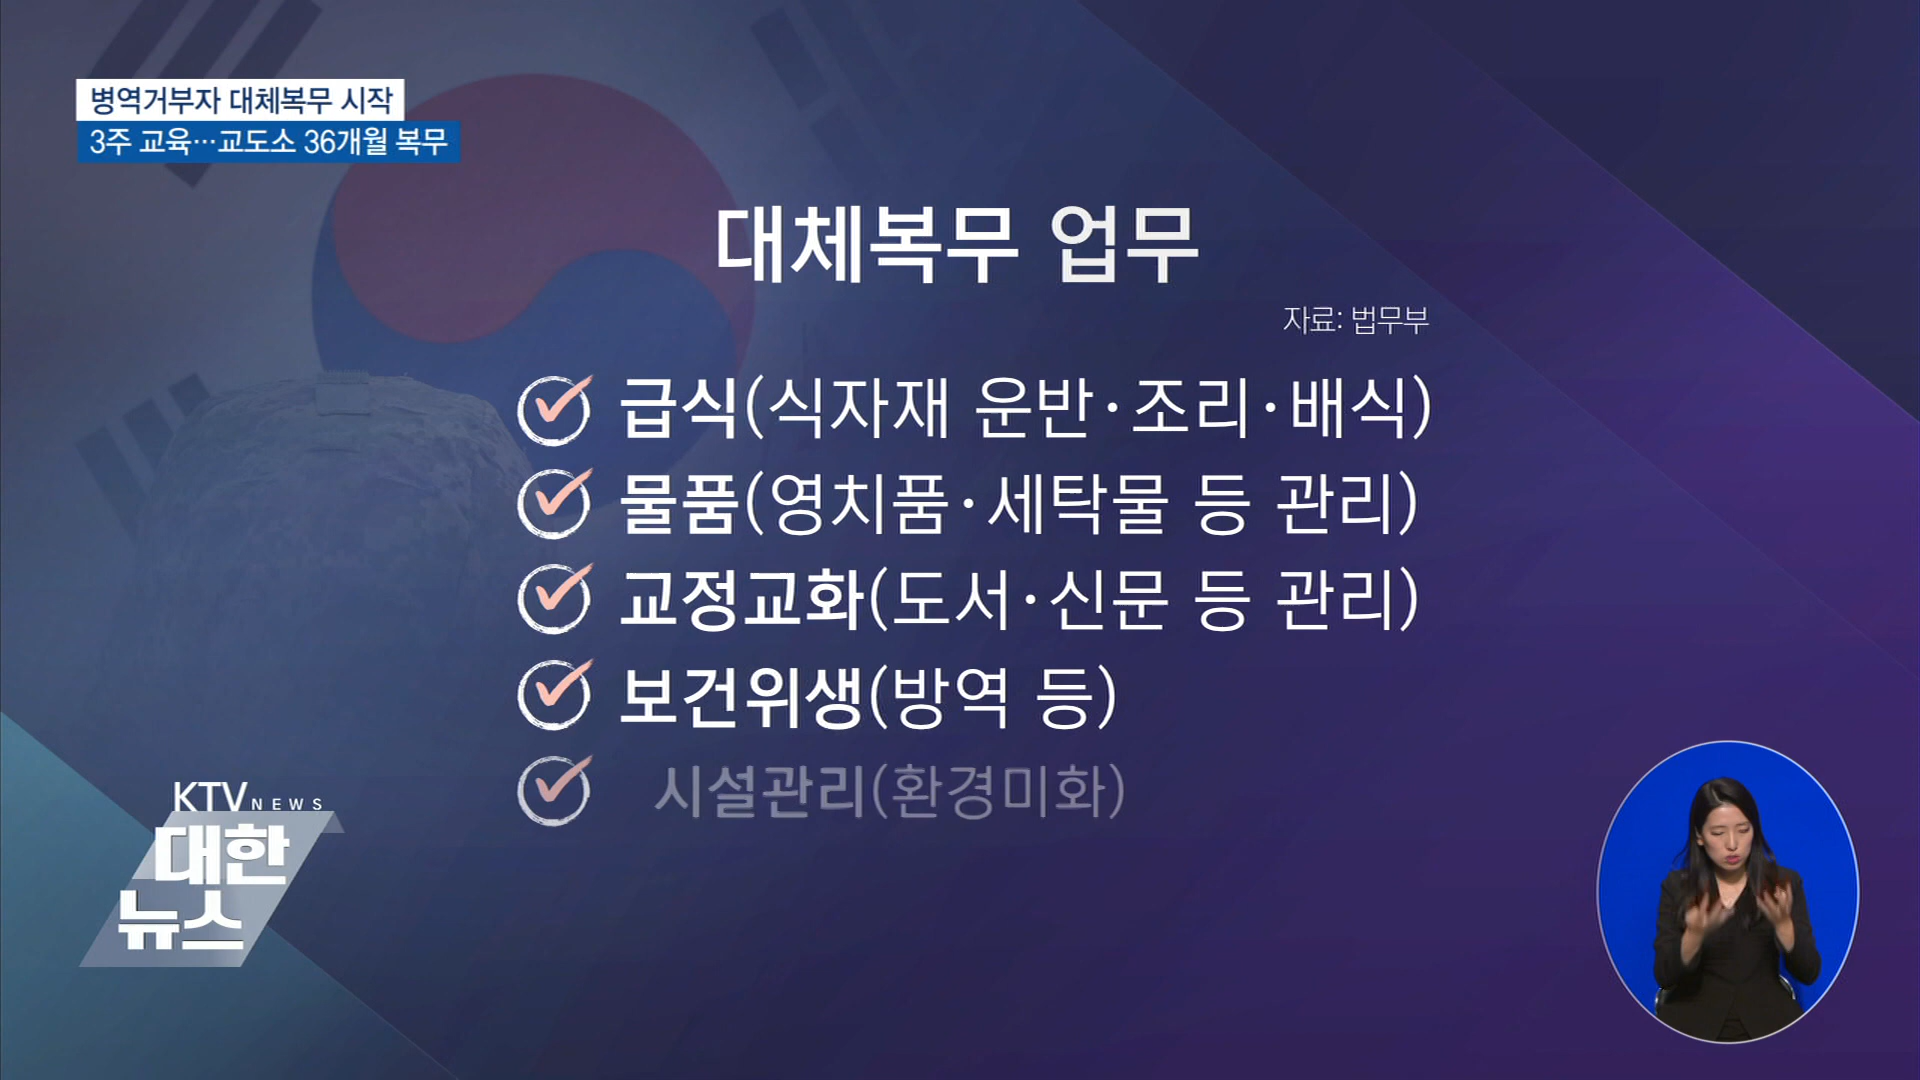 병역거부자 대체복무 시작
3주 교육…교도소 36개월 복무
대체복무 업무
자료: 법무부
급식(식자재 운반·조리·배식)
물품(영치품·세탁물 등 관리)
교정교화(도서·신문 등 관리)
보건위생(방역 등)
시설관리(환경미화)
KTV NEWS
대한
뉴스